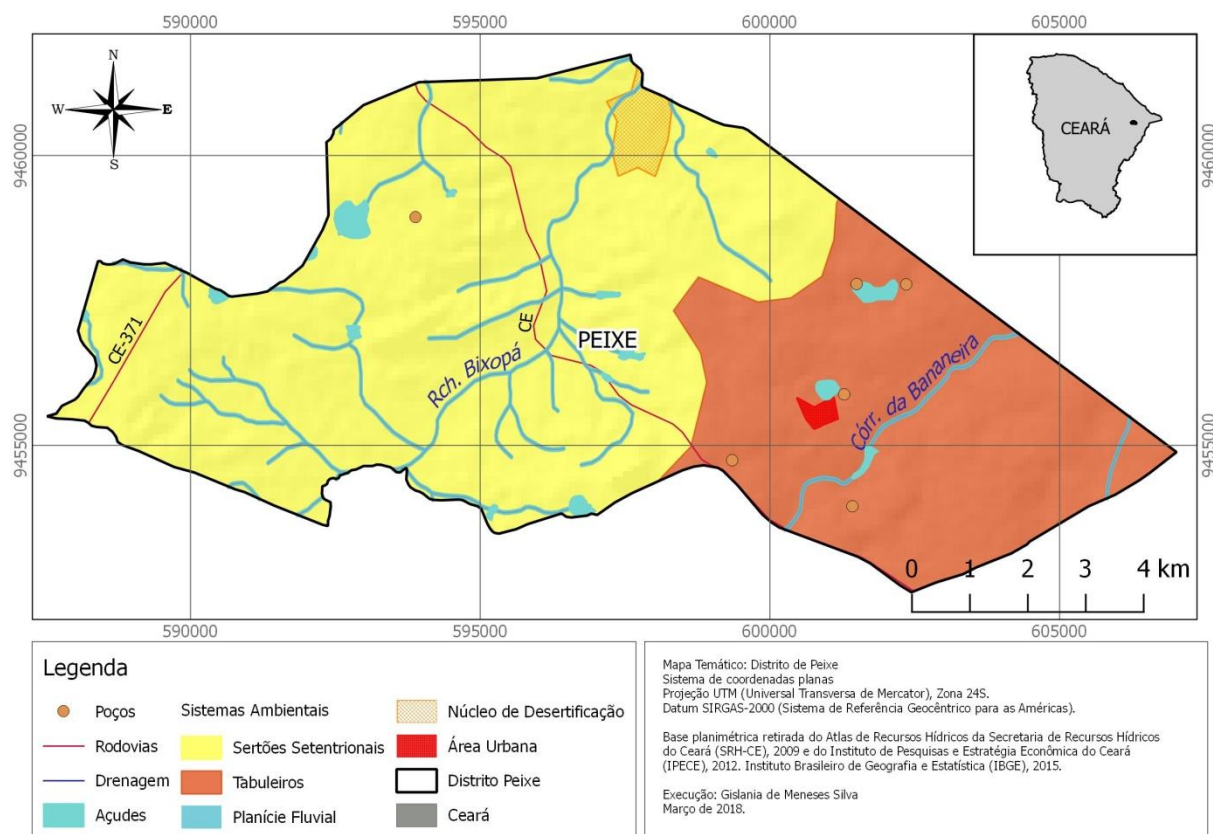 590000
595000
600000
605000
N
W
E
S
CEARÁ
9460000
9460000
CE-371
CE
PEIXE
Rch. Bixopá
Córr. da Bananeira
9455000
9455000
0 1 2 3 4 km
590000
595000
600000
605000
Legenda
Poços
Rodovias
Drenagem
Açudes
Sistemas Ambientais
Sertões Setentrionais
Tabuleiros
Planície Fluvial
Núcleo de Desertificação
Área Urbana
Distrito Peixe
Ceará
Mapa Temático: Distrito de Peixe
Sistema de coordenadas planas
Projeção UTM (Universal Transversa de Mercator), Zona 24S.
Datum SIRGAS-2000 (Sistema de Referência Geocêntrico para as Américas).
Base planimétrica retirada do Atlas de Recursos Hídricos da Secretaria de Recursos Hídricos
do Ceará (SRH-CE), 2009 e do Instituto de Pesquisas e Estratégia Econômica do Ceará
(IPECE), 2012. Instituto Brasileiro de Geografia e Estatística (IBGE), 2015.
Execução: Gislania de Meneses Silva
Março de 2018.